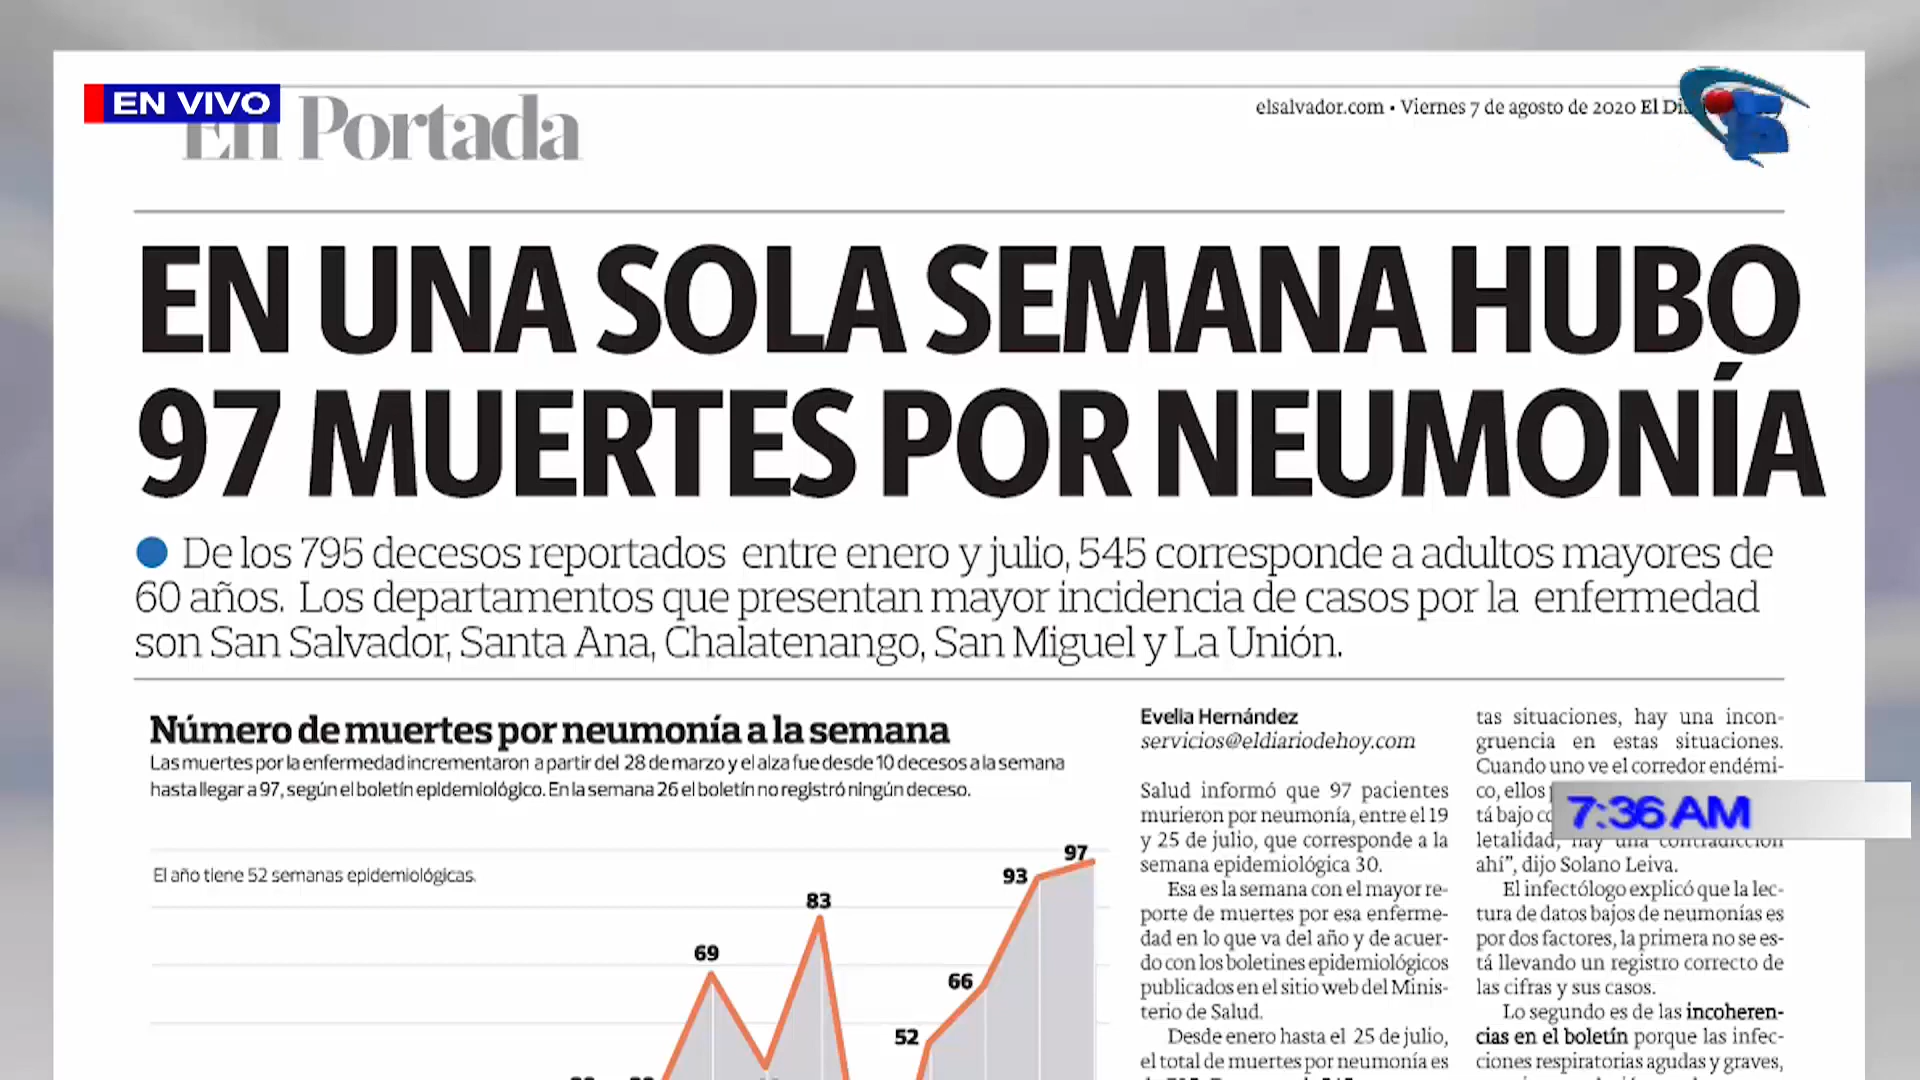 EN VIVO
En Portada
elsalvador.com • Viernes 7 de agosto de 2020 El
EN UNA SOLA SEMANA HUBO
97 MUERTES POR NEUMONÍA
De los 795 decesos reportados entre enero y julio, 545 corresponde a adultos mayores de
60 años. Los departamentos que presentan mayor incidencia de casos por la enfermedad
son San Salvador, Santa Ana, Chalatenango, San Miguel y La Unión.
Número de muertes por neumonía a la semana
Las muertes por la enfermedad incrementaron a partir del 28 de marzo y el alza fue desde 10 decesos a la semana
hasta llegar a 97, según el boletín epidemiológico. En la semana 26 el boletín no registró ningún deceso.
El año tiene 52 semanas epidemiológicas.
69
83
52
66
93
97
Evelia Hernández
servicios@eldiariodehoy.com
Salud informó que 97 pacientes
murieron por neumonía, entre el 19
y 25 de julio, que corresponde a la
semana epidemiológica 30.
Esa es la semana con el mayor re-
porte de muertes por esa enferme-
dad en lo que va del año y de acuer-
do con los boletines epidemiológicos
publicados en el sitio web del Minis-
terio de Salud.
Desde enero hasta el 25 de julio,
el total de muertes por neumonía es
tas situaciones, hay una incon-
gruencia en estas situaciones.
Cuando uno ve el corredor endémi-
co, ellos
tá bajo
letalidad, hay una contradicción
ahí”, dijo Solano Leiva.
El infectólogo explicó que la lec-
tura de datos bajos de neumonías es
por dos factores, la primera no se es-
tá llevando un registro correcto de
las cifras y sus casos.
Lo segundo es de las incoheren-
cias en el boletín porque las infec-
ciones respiratorias agudas y graves,
7:36 AM